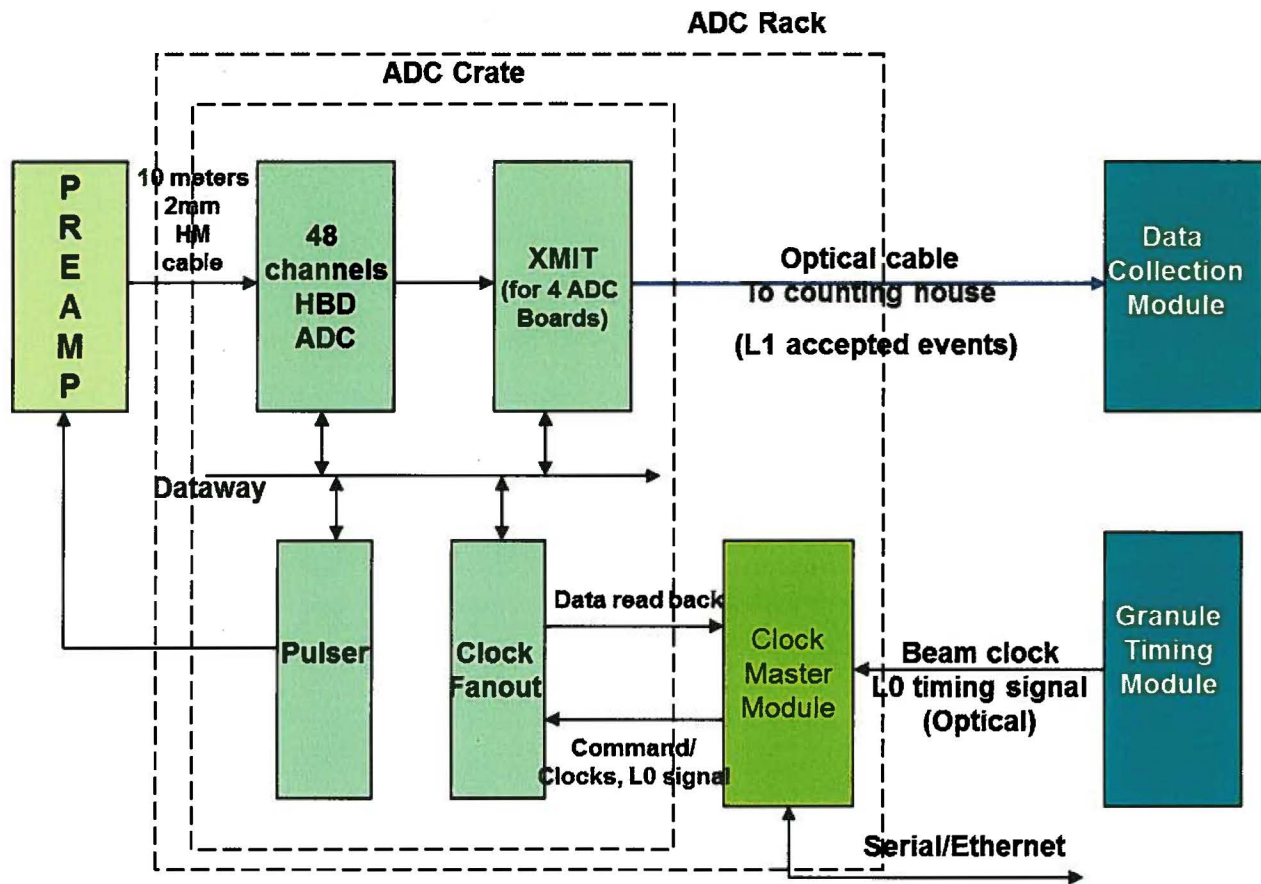 ADC Rack
ADC Crate
P
R
E
A
M
P
10 meters
2mm
HM
cable
48
channels
HBD
ADC
XMIT
(for 4 ADC
Boards)
Optical cable
To counting house
(L1 accepted events)
Data
Collection
Module
Dataway
Pulser
Clock
Fanout
Data read back
Command/
Clocks, L0 signal
Clock
Master
Module
Beam clock
L0 timing signal
(Optical)
Granule
Timing
Module
Serial/Ethernet